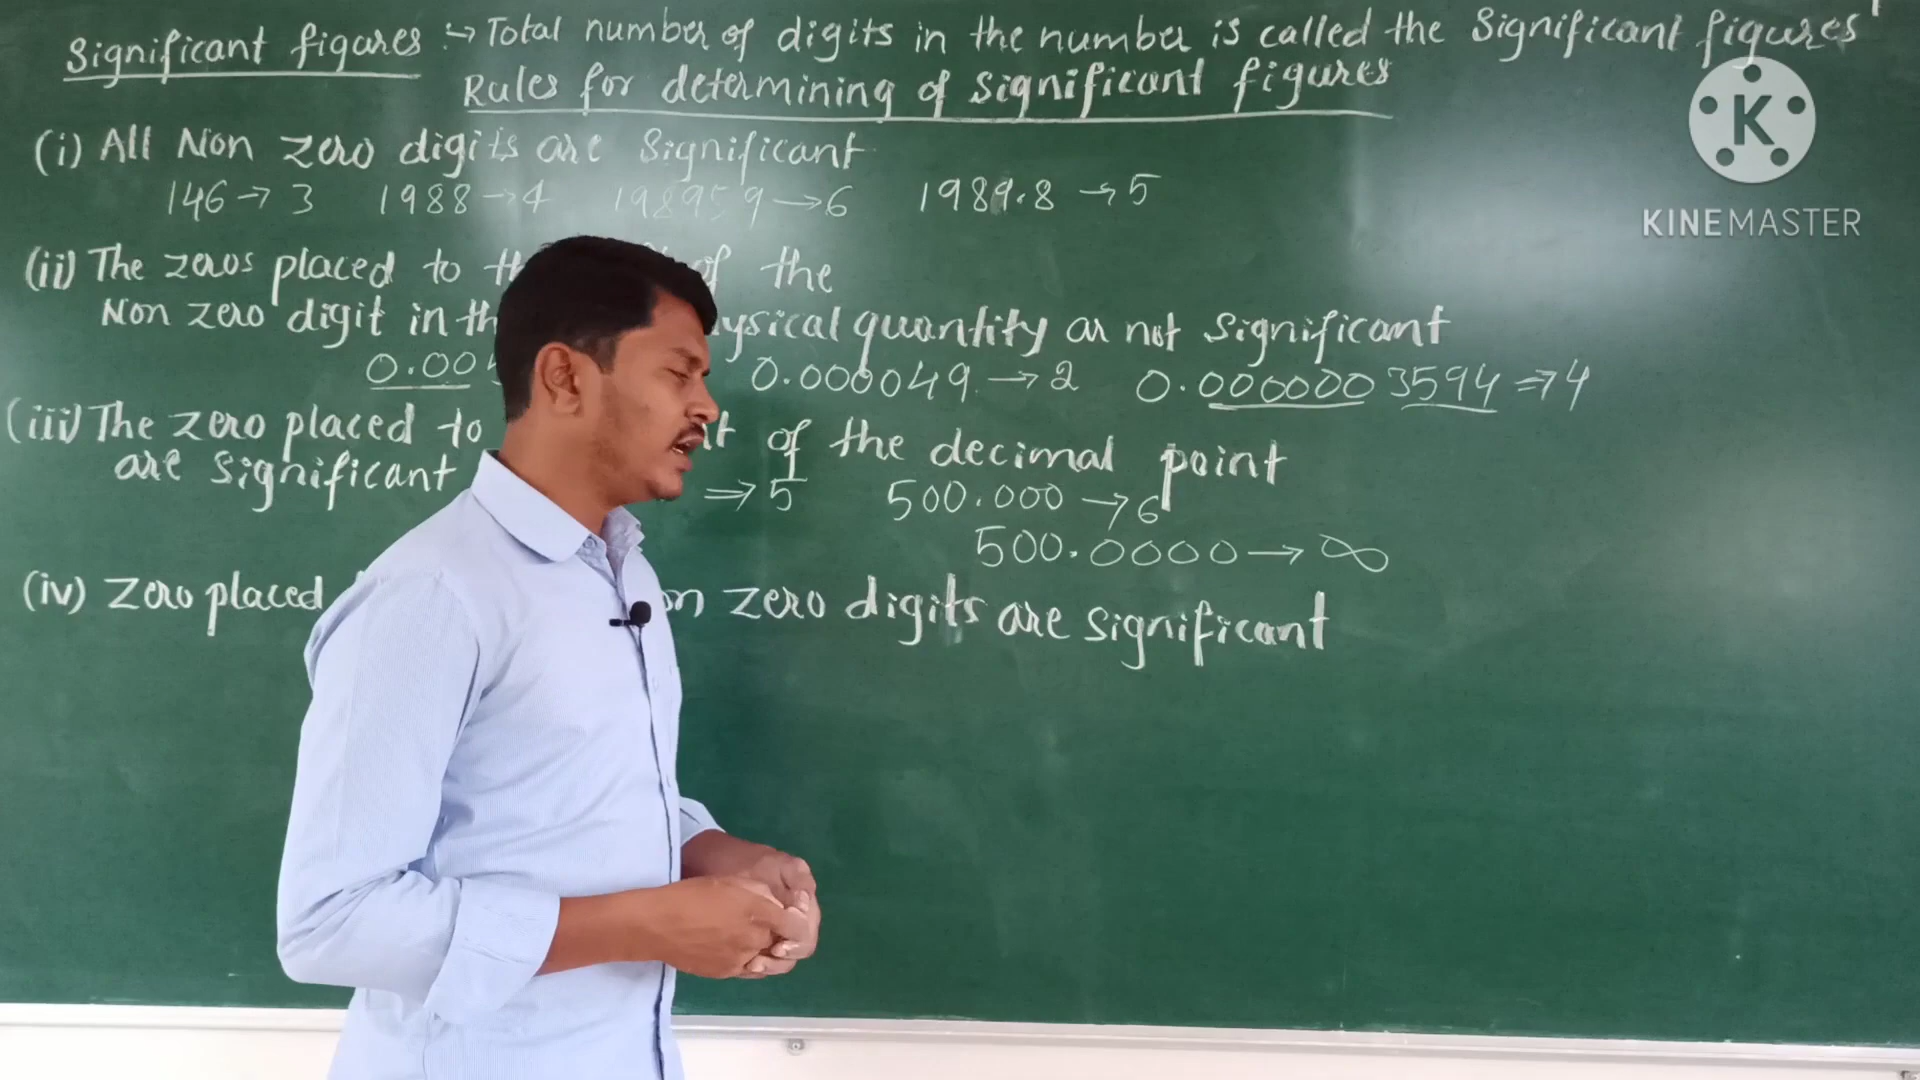 Significant figures :→ Total number of digits in the number is called the Significant figures'
Rules for determining of significant figures
(i) All Non zero digits are Significant
146→3 1988→4 198959→6 1989.8→5
(ii) The zeros placed to of the
Non zero digit in quantity are not Significant
0.00 0.000049.→2 0.0000003594⇒4
(iii) The zero placed to of the decimal point
are significant ⇒5 500.000→6
500.0000→∞
(iv) Zero placed zero digits are significant
K
KINEMASTER